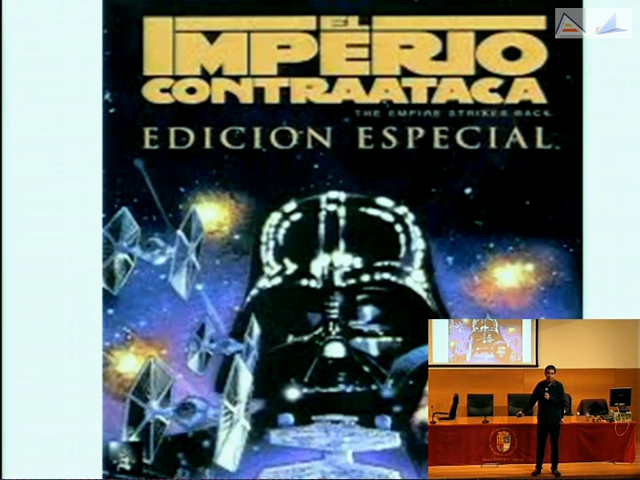 EL
IMPERIO
CONTRAATACA
THE EMPIRE STRIKES BACK
EDICION ESPECIAL